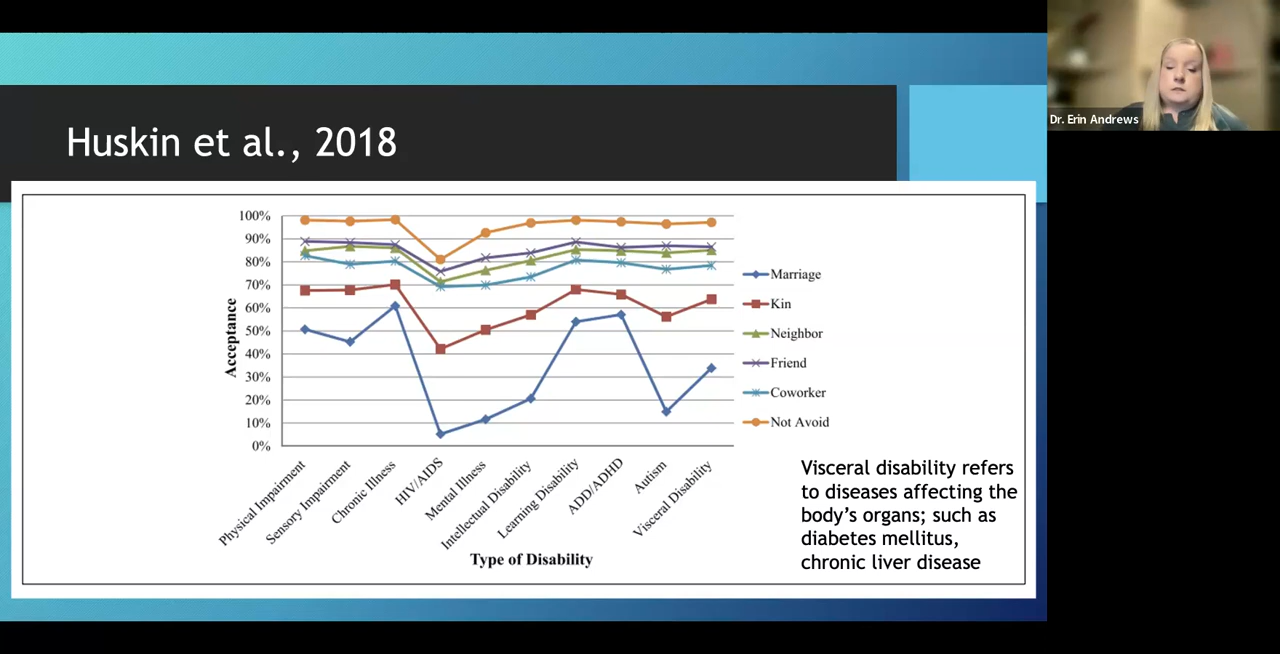 Huskin et al., 2018
Dr. Erin Andrews
100%
90%
80%
70%
60%
50%
40%
30%
20%
10%
0%
Acceptance
Physical Impairment
Sensory Impairment
Chronic Illness
HIV/AIDS
Mental Illness
Intellectual Disability
Learning Disability
ADD/ADHD
Autism
Visceral Disability
Type of Disability
Marriage
Kin
Neighbor
Friend
Coworker
Not Avoid
Visceral disability refers
to diseases affecting the
body’s organs; such as
diabetes mellitus,
chronic liver disease